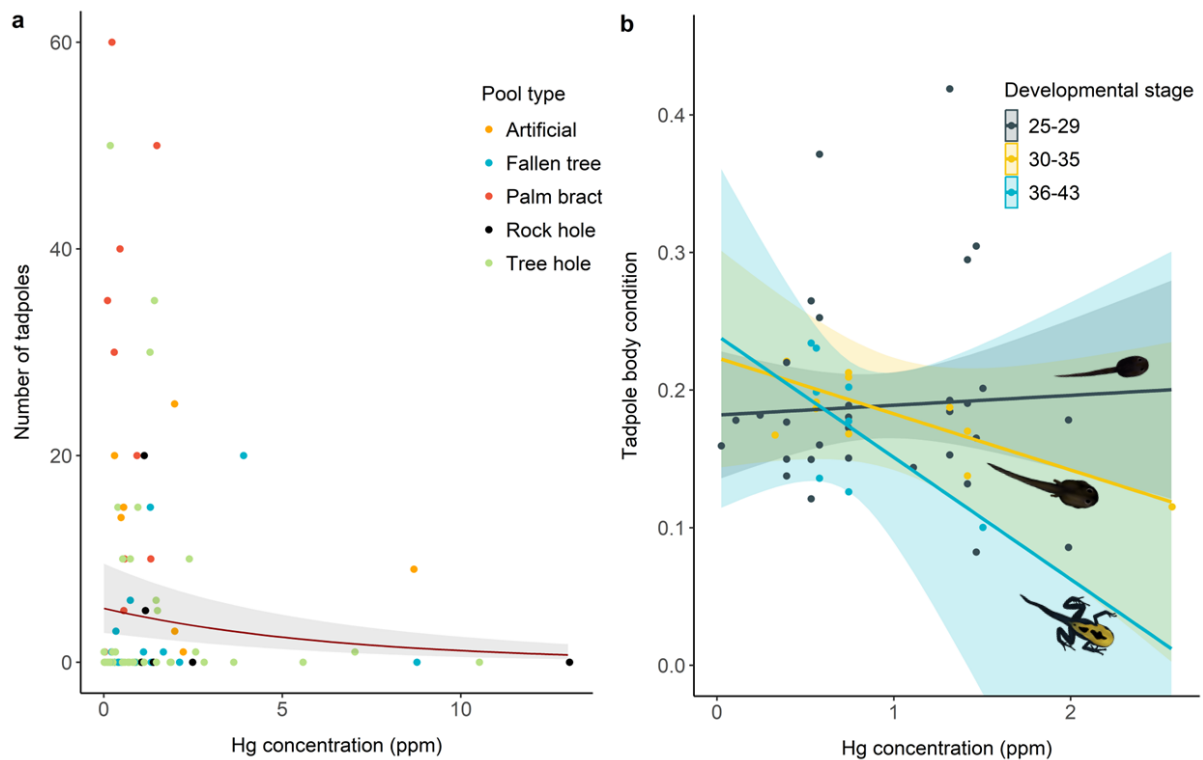 a
Number of tadpoles
60
40
20
0
0
5
10
Hg concentration (ppm)
Pool type
Artificial
Fallen tree
Palm bract
Rock hole
Tree hole
b
Tadpole body condition
0.4
0.3
0.2
0.1
0.0
0
1
2
Hg concentration (ppm)
Developmental stage
25-29
30-35
36-43